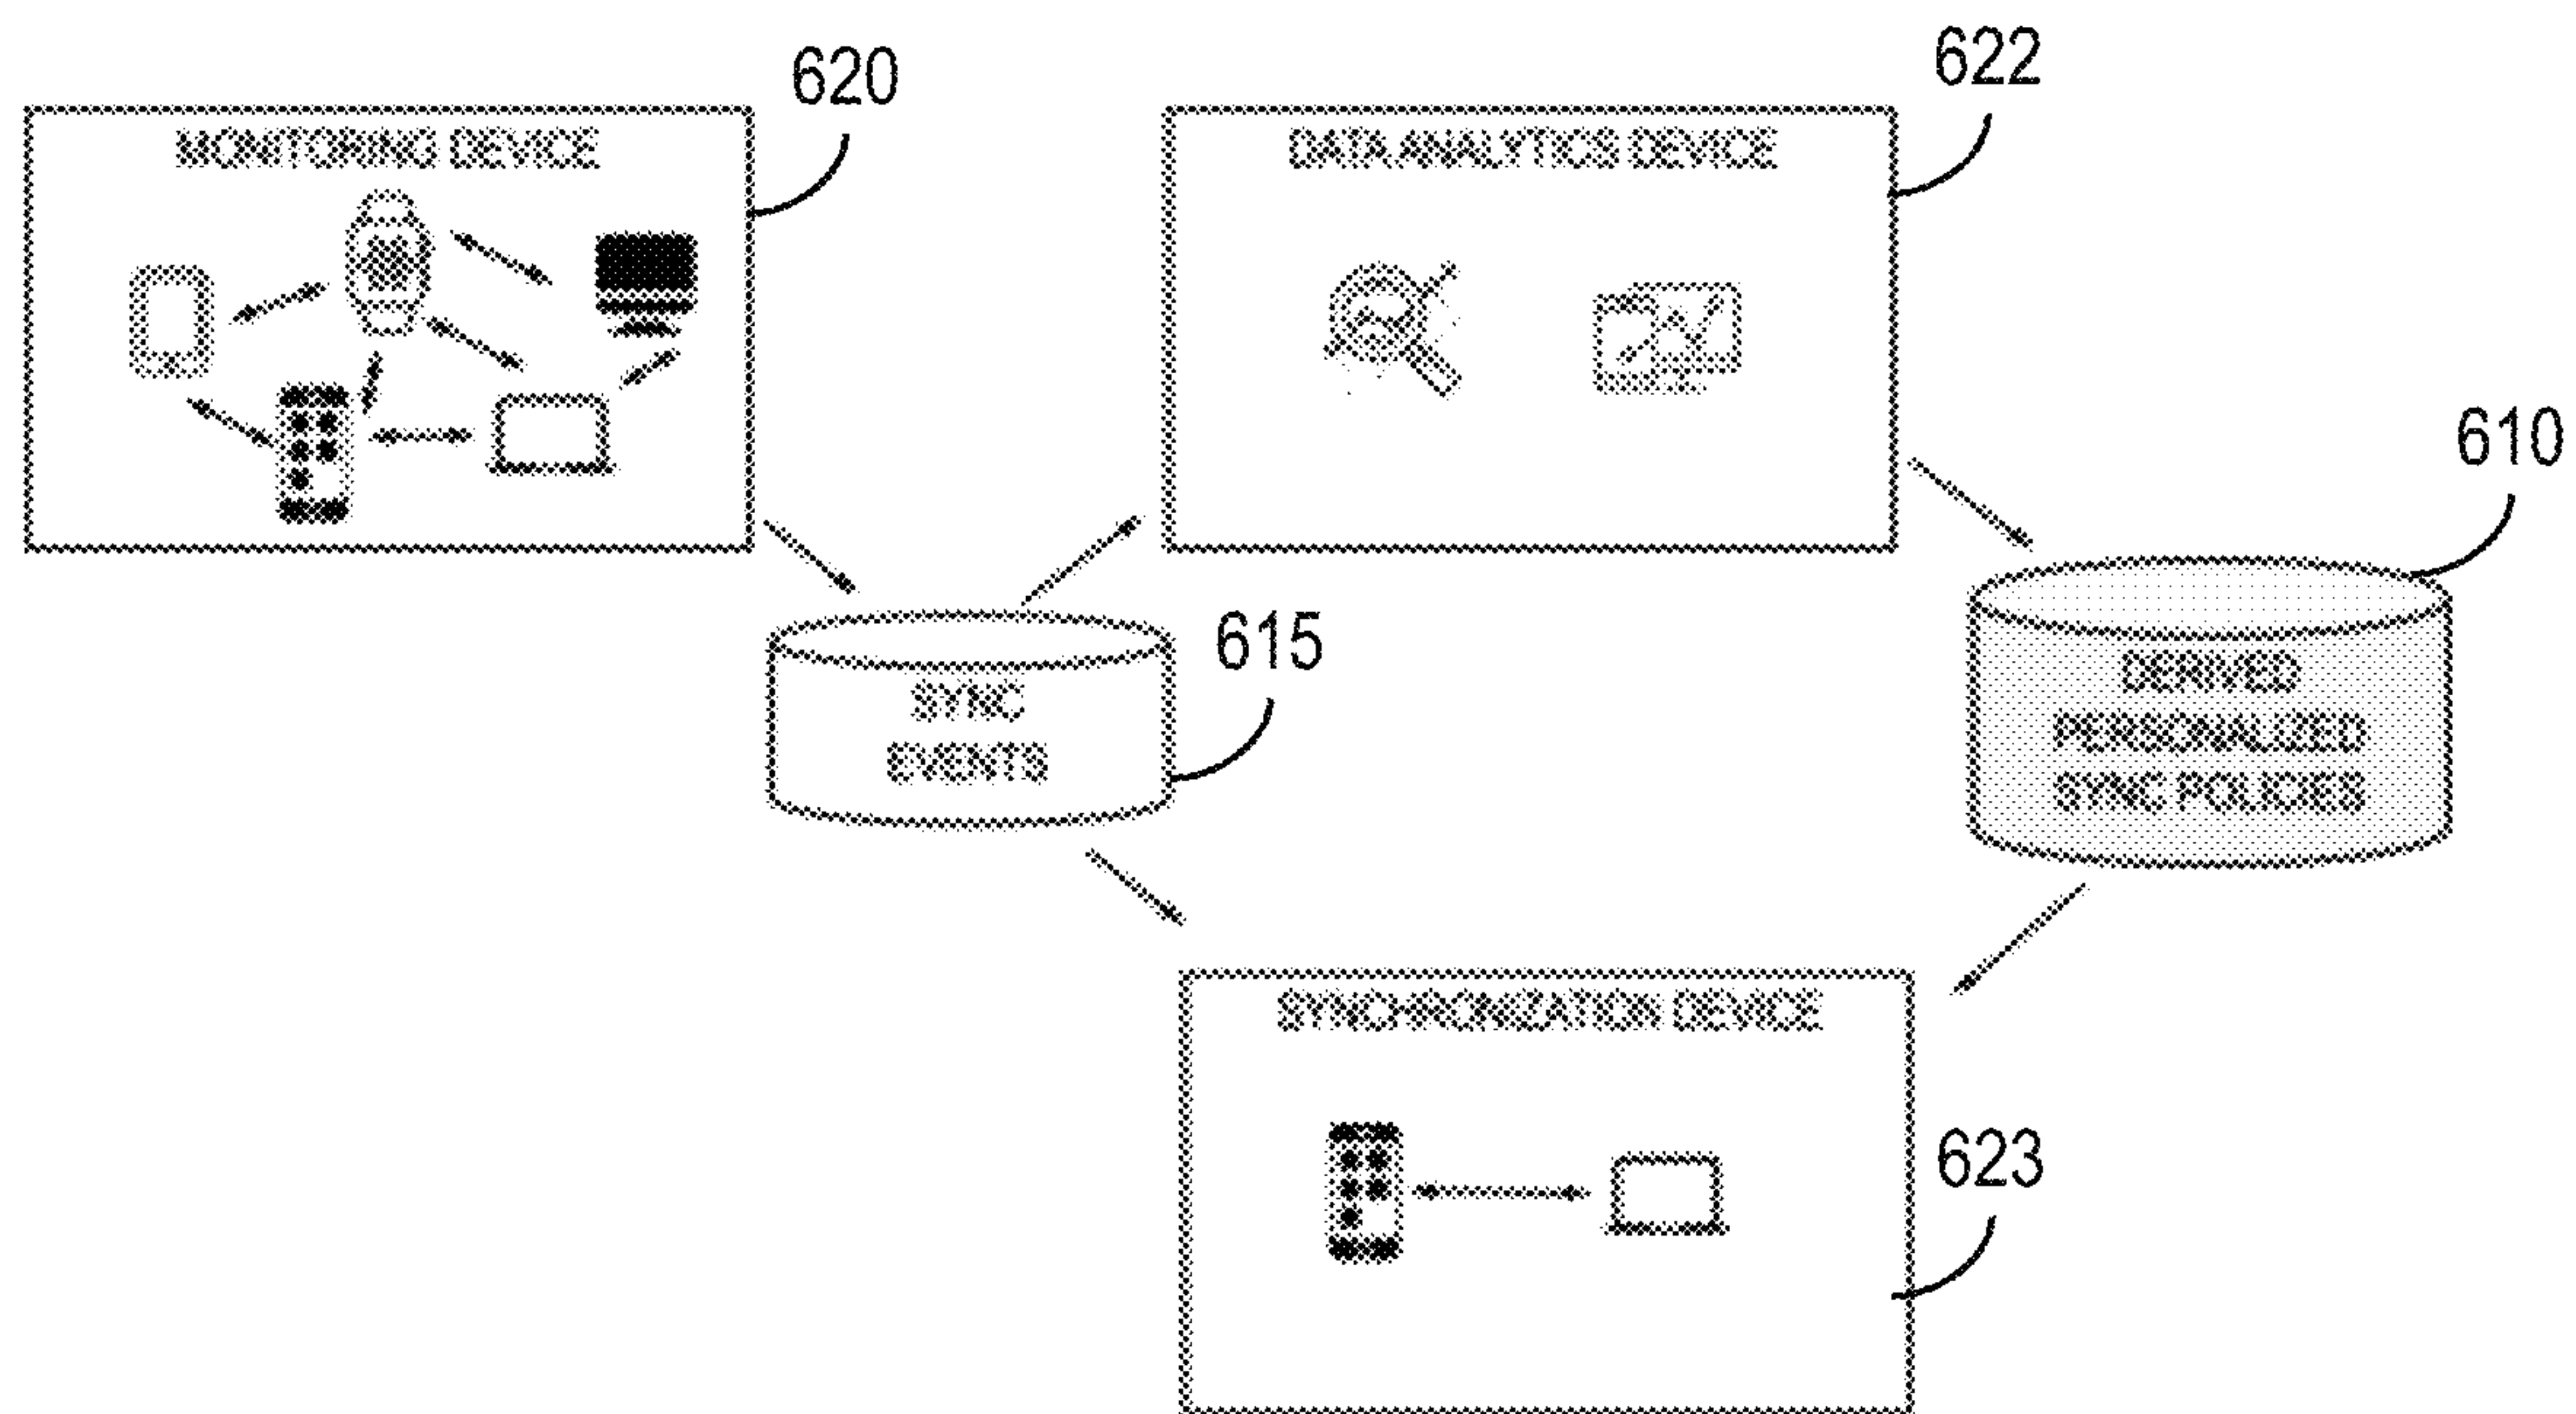 620
622
MONITORING DEVICE
DATA ANALYTICS DEVICE
610
615
SYNC
EVENTS
DERIVED
PERSONALIZED
SYNC POLICIES
SYNCHRONIZATION DEVICE
623